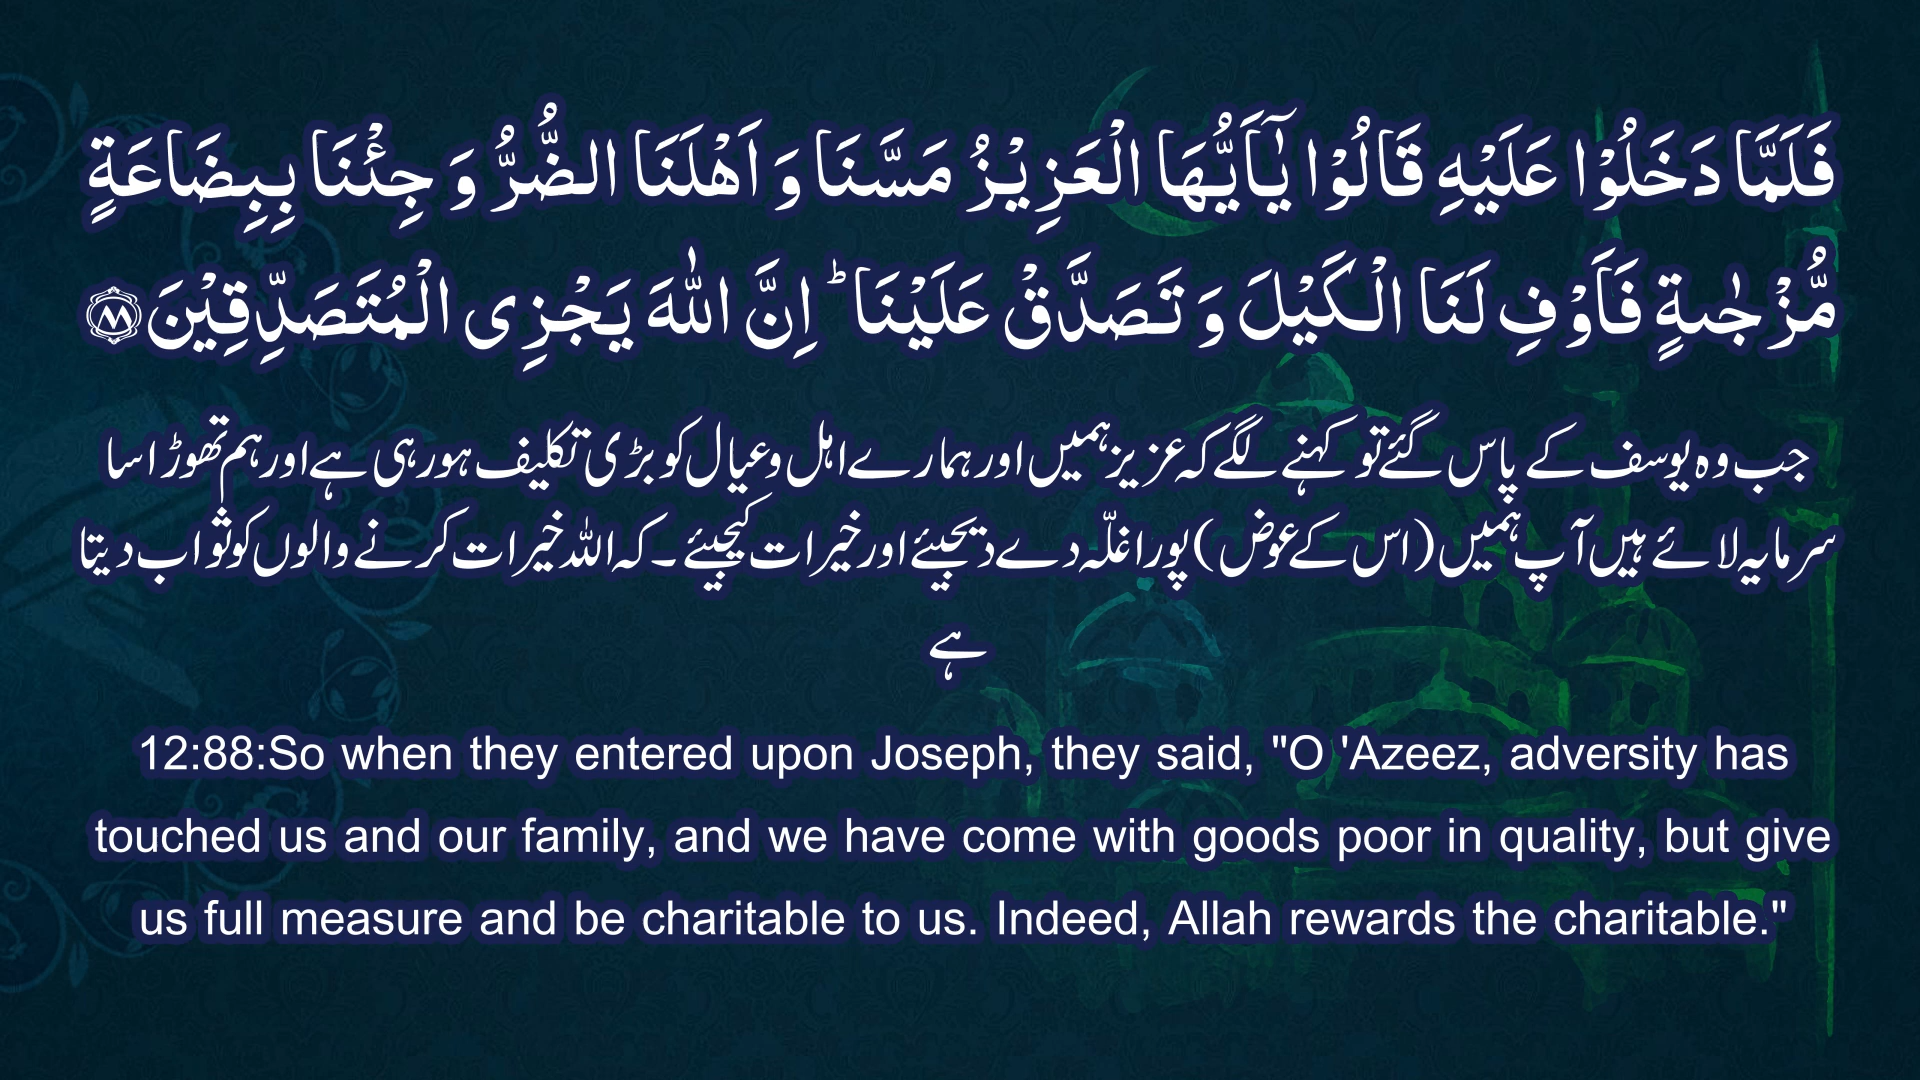 فَلَمَّا دَخَلُوْا عَلَيْهِ قَالُوْا يٰۤاَيُّهَا الْعَزِيْزُ مَسَّنَا وَ اَهْلَنَا الضُّرُّ وَ جِئْنَا بِبِضَاعَةٍ
مُّزْجٰىةٍ فَاَوْفِ لَنَا الْكَيْلَ وَ تَصَدَّقْ عَلَيْنَا ؕ اِنَّ اللّٰهَ يَجْزِى الْمُتَصَدِّقِيْنَ ۝۸۸
جب وہ یوسف کے پاس گئے تو کہنے لگے کہ عزیز ہمیں اور ہمارے اہل وعیال کو بڑی تکلیف ہو رہی ہے اور ہم تھوڑا سا
سرمایہ لائے ہیں آپ ہمیں (اس کے عوض) پورا غلّہ دے دیجیئے اور خیرات کیجیئے۔ کہ اللہ خیرات کرنے والوں کو ثواب دیتا
ہے
12:88:So when they entered upon Joseph, they said, "O 'Azeez, adversity has
touched us and our family, and we have come with goods poor in quality, but give
us full measure and be charitable to us. Indeed, Allah rewards the charitable."